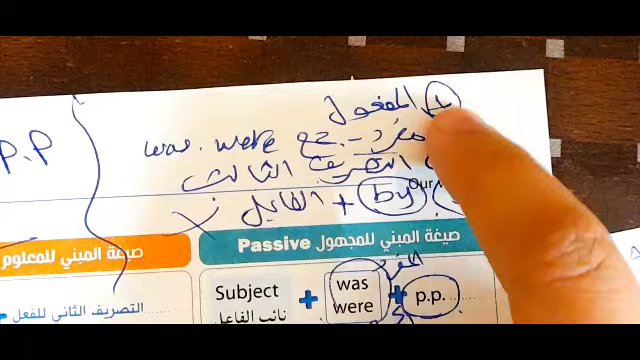 المفعول
مفرد - جمع was. were
P.P التصريف الثالث
by + الفاعل
صيغة المبني للمجهول Passive
صيغة المبني للمعلوم
Subject + was + p.p.
نائب الفاعل were
التصريف الثاني للفعل